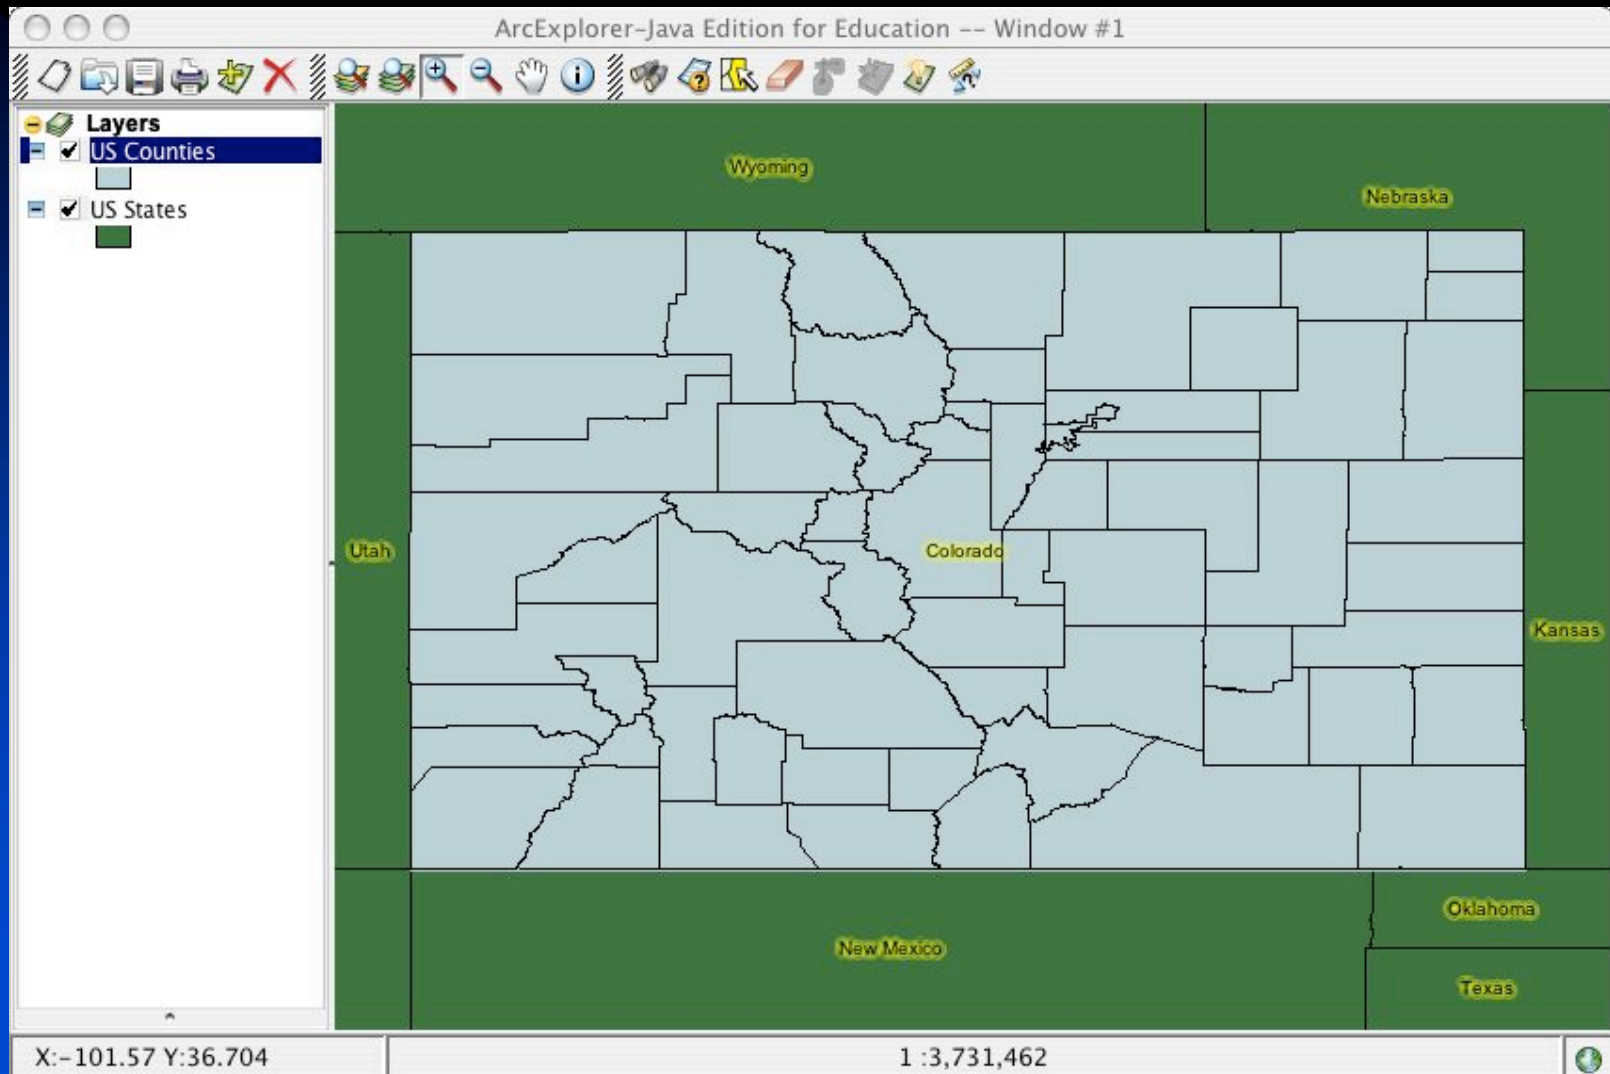 ArcExplorer-Java Edition for Education -- Window #1
Layers
US Counties
US States
Wyoming
Nebraska
Utah
Colorado
Kansas
New Mexico
Oklahoma
Texas
X:-101.57 Y:36.704
1 :3,731,462